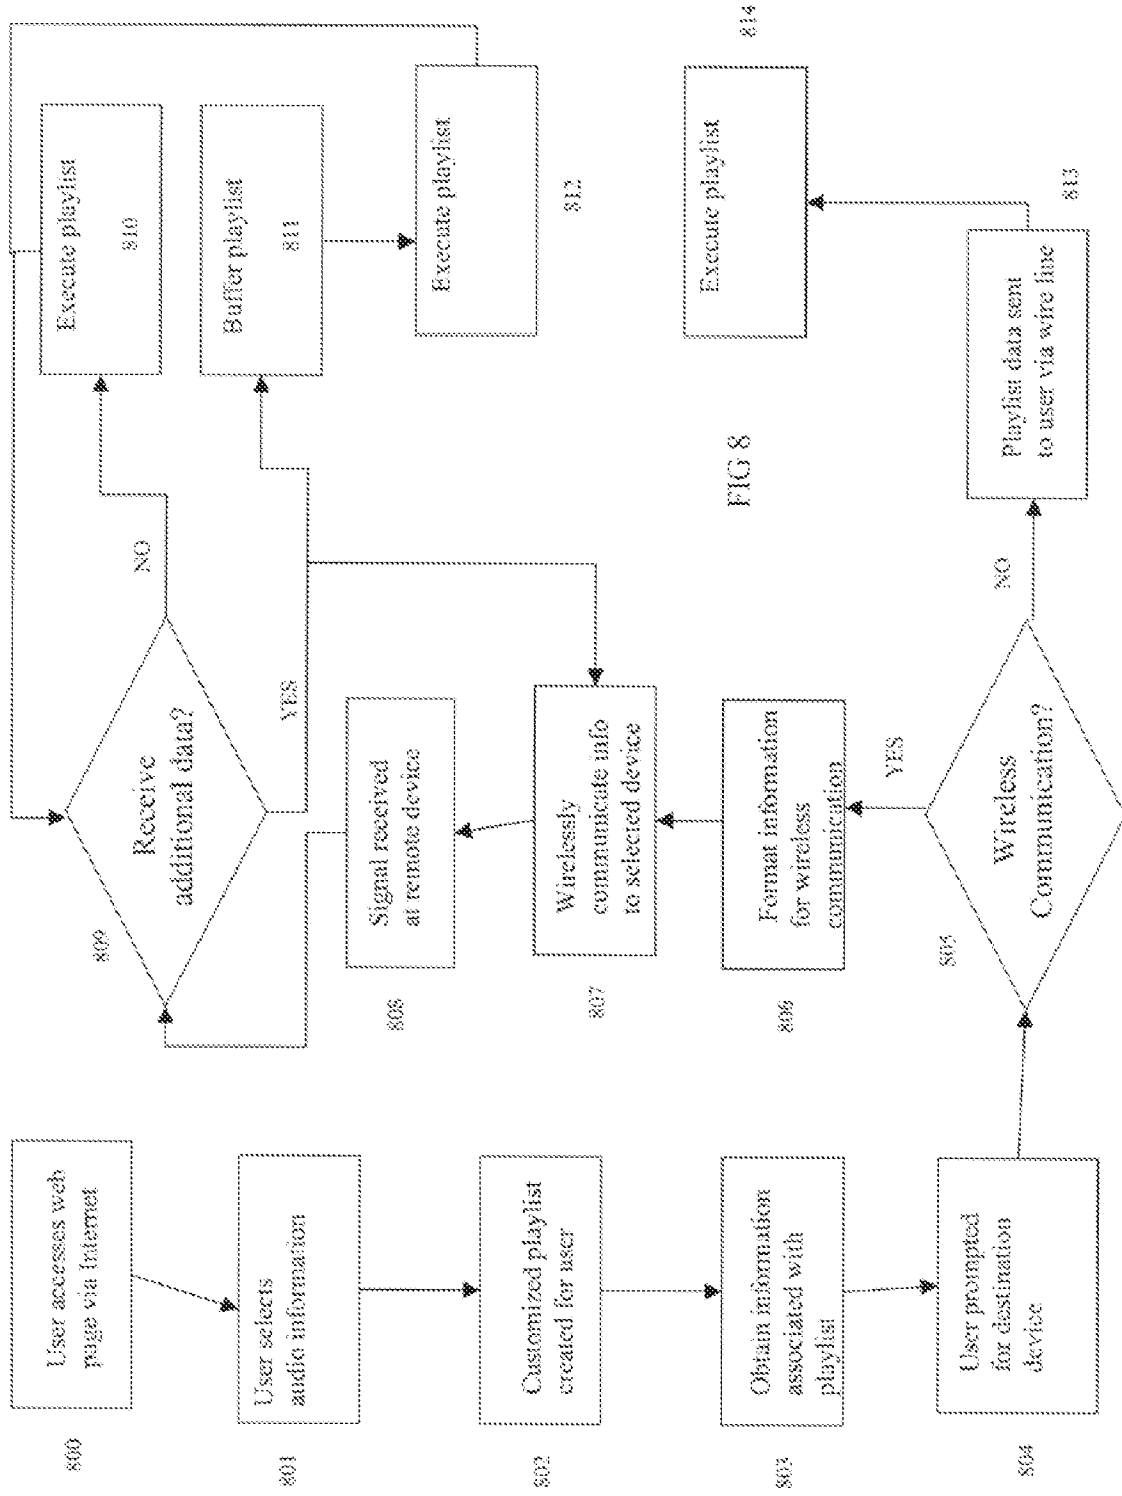 800
User accesses web
page via Internet
801
User selects
audio information
802
Customized playlist
created for user
803
Obtain information
associated with
playlist
804
User prompted
for destination
device
809
Receive
additional data?
NO
YES
808
Signal received
at remote device
807
Wirelessly
communicate info
to selected device
806
Format information
for wireless
communication
YES
805
Wireless
Communication?
NO
Execute playlist
810
Buffer playlist
811
Execute playlist
812
FIG 8
Execute playlist
814
Playlist data sent
to user via wire line
813